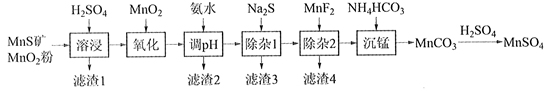 H₂SO₄ MnO₂ 氨水 Na₂S MnF₂ NH₄HCO₃
MnS矿
MnO₂粉
溶浸 氧化 调pH 除杂1 除杂2 沉锰 MnCO₃ H₂SO₄ MnSO₄
滤渣1 滤渣2 滤渣3 滤渣4